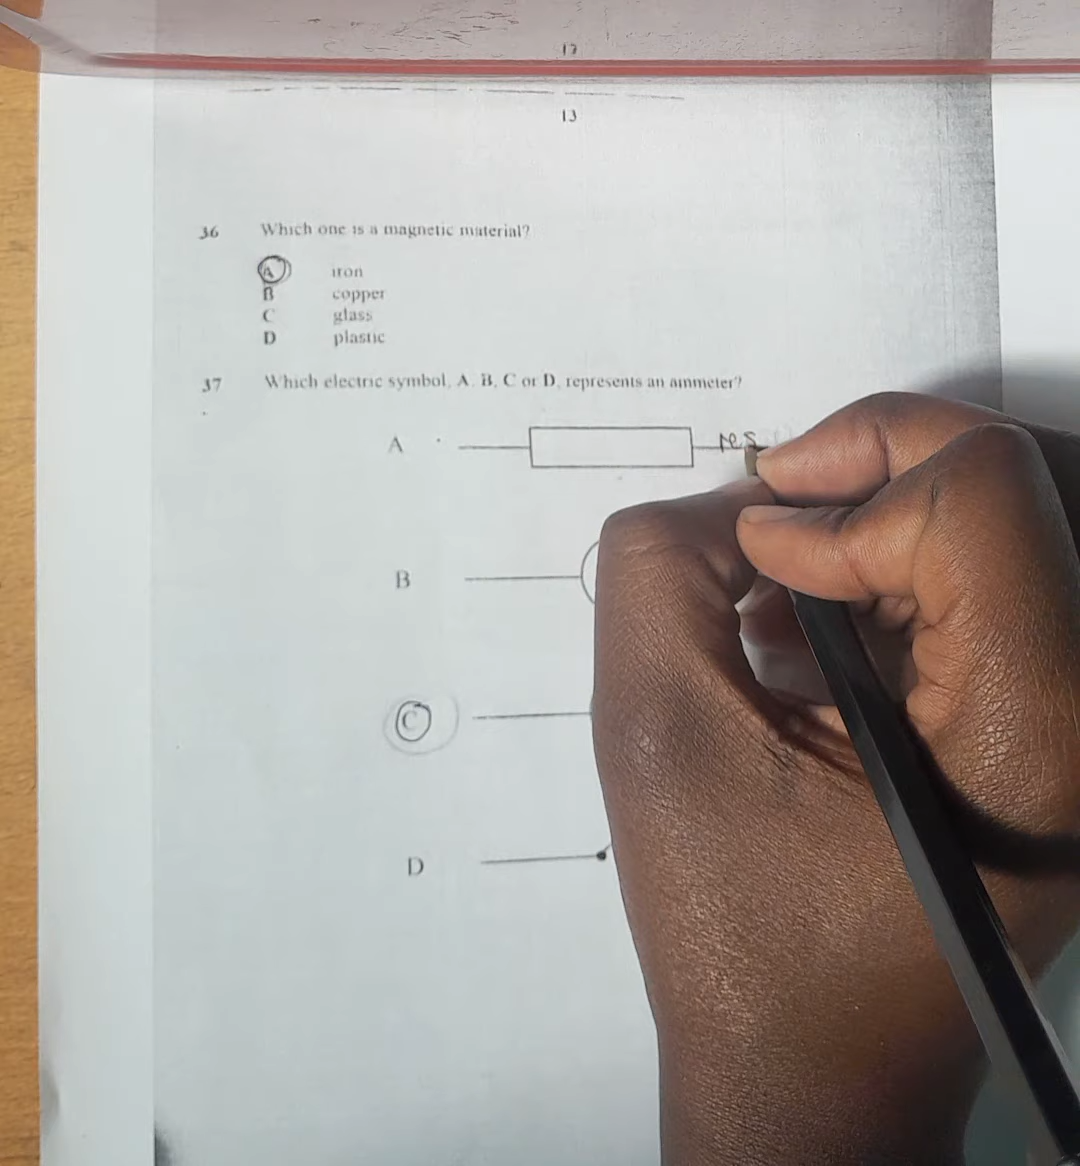 17
13
36 Which one is a magnetic material?
A iron
B copper
C glass
D plastic
37 Which electric symbol, A, B, C or D, represents an ammeter?
A res
B
C
D